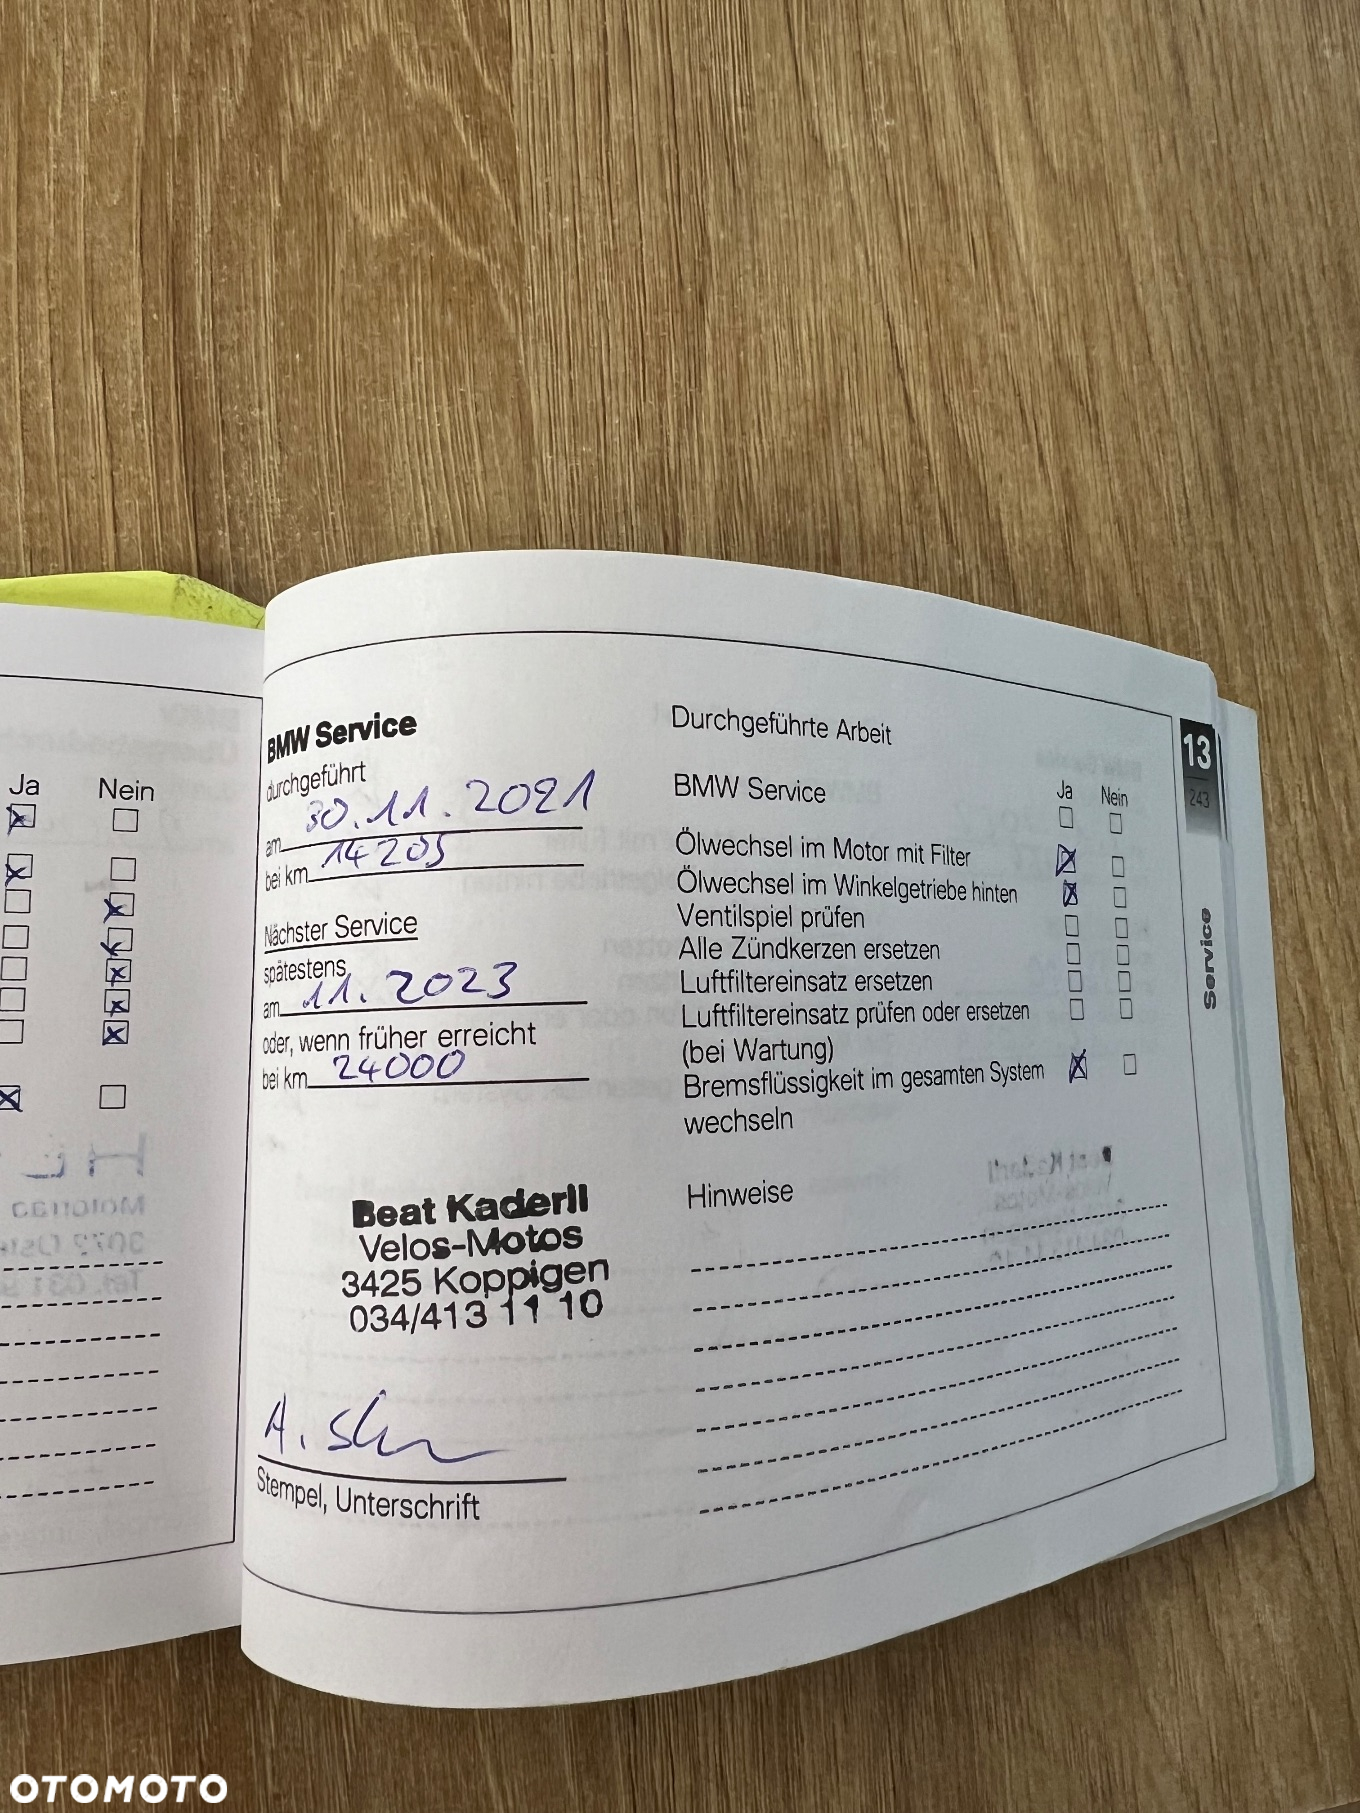 Ja Nein
BMW Service
durchgeführt
am 30.11.2021
bei km 14205
Nächster Service
spätestens
am 11.2023
oder, wenn früher erreicht
bei km 24000
Beat Kaderli
Velos-Motos
3425 Koppigen
034/413 11 10
Stempel, Unterschrift
Durchgeführte Arbeit
BMW Service
Ja Nein
Ölwechsel im Motor mit Filter
Ölwechsel im Winkelgetriebe hinten
Ventilspiel prüfen
Alle Zündkerzen ersetzen
Luftfiltereinsatz ersetzen
Luftfiltereinsatz prüfen oder ersetzen
(bei Wartung)
Bremsflüssigkeit im gesamten System
wechseln
Hinweise
13
243
Service
OTOMOTO